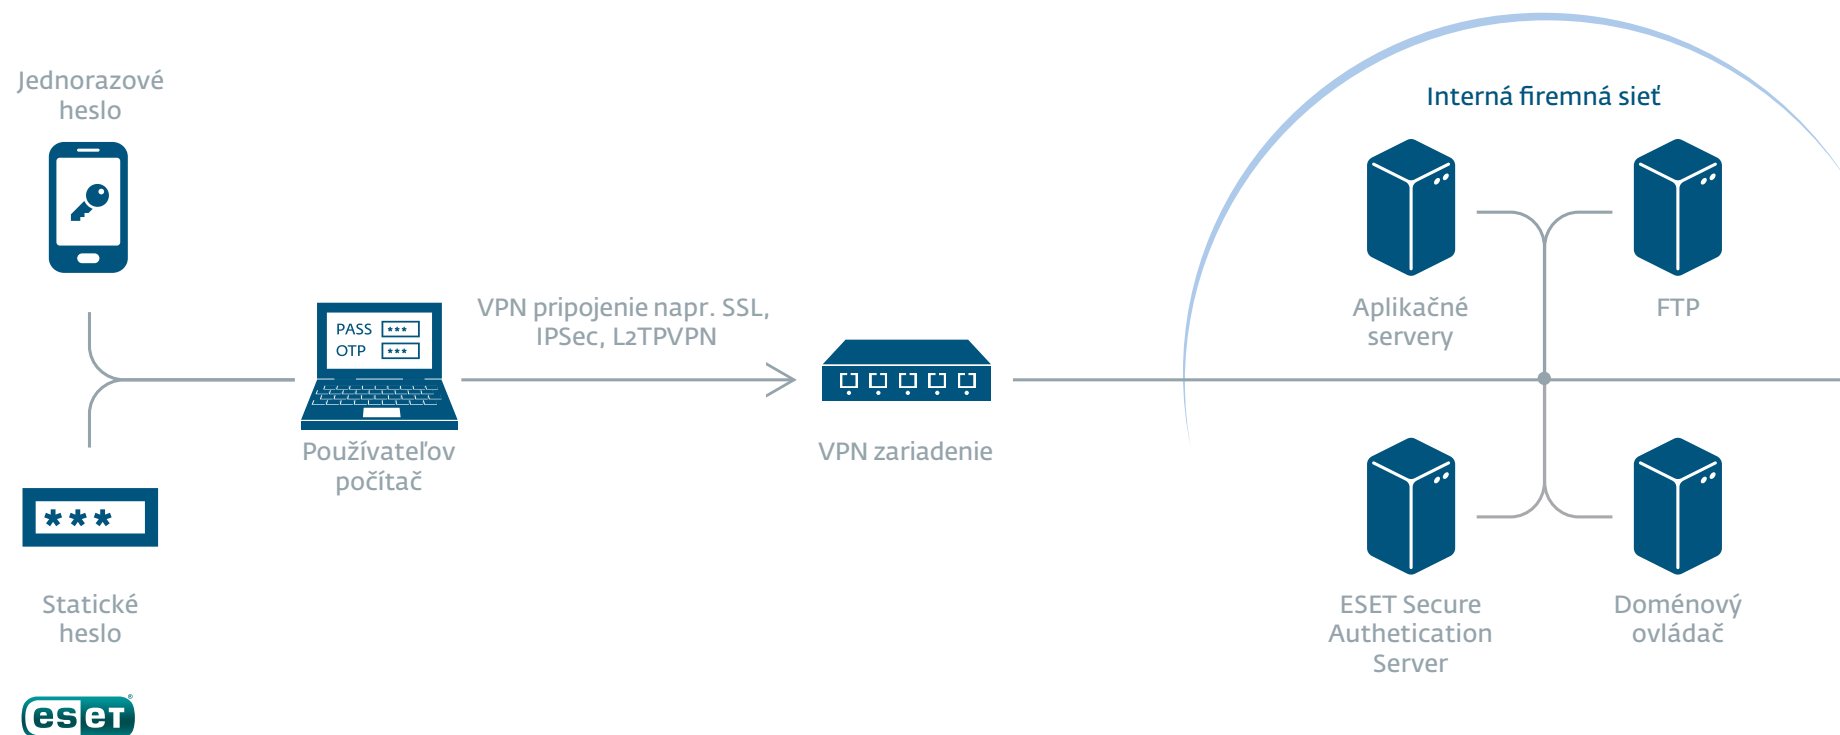 Jednorazové
heslo
PASS ***
OTP ***
VPN pripojenie napr. SSL,
IPSec, L2TPVPN
Používateľov
počítač
VPN zariadenie
***
Statické
heslo
Interná firemná sieť
Aplikačné
servery
FTP
ESET Secure
Authetication
Server
Doménový
ovládač
eset®